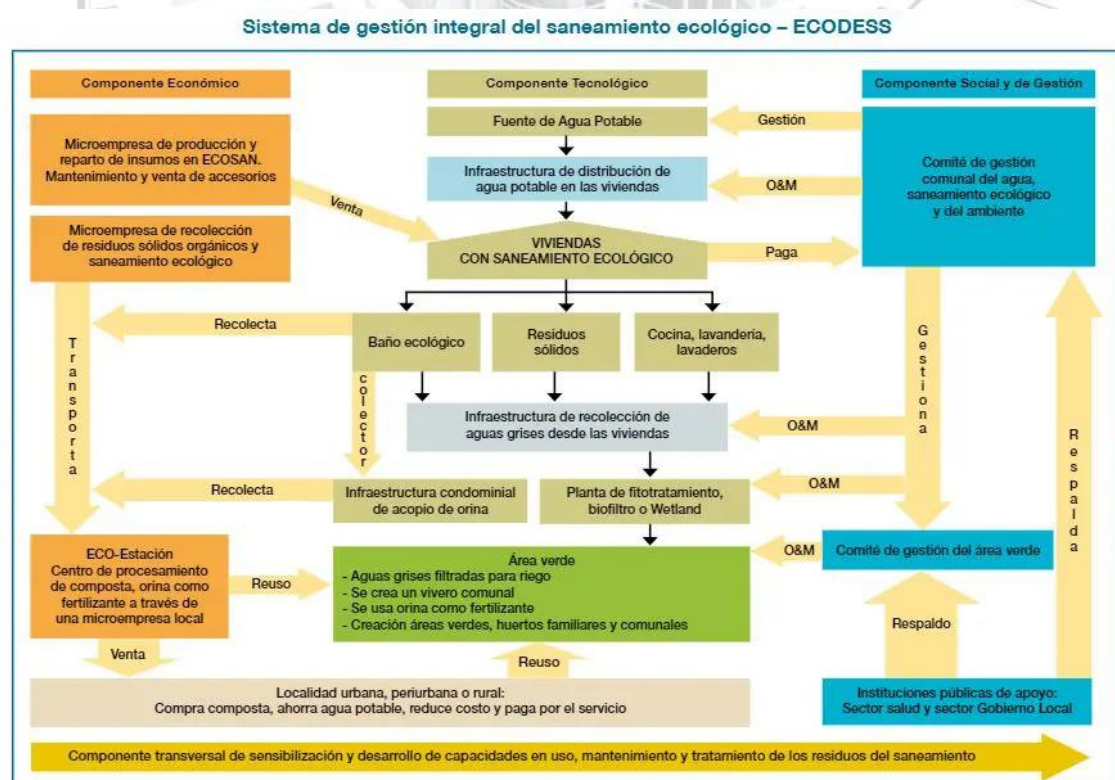 Sistema de gestión integral del saneamiento ecológico – ECODESS
Componente Económico
Componente Tecnológico
Componente Social y de Gestión
Microempresa de producción y
reparto de insumos en ECOSAN.
Mantenimiento y venta de accesorios
Fuente de Agua Potable
Gestión
Comité de gestión
comunal del agua,
saneamiento ecológico
y del ambiente
Infraestructura de distribución de
agua potable en las viviendas
O&M
Venta
Microempresa de recolección
de residuos sólidos orgánicos y
saneamiento ecológico
VIVIENDAS
CON SANEAMIENTO ECOLÓGICO
Paga
Transporta
Recolecta
Baño ecológico
Residuos
sólidos
Cocina, lavandería,
lavaderos
Gestiona
colector
Infraestructura de recolección de
aguas grises desde las viviendas
O&M
Respalda
Recolecta
Infraestructura condominial
de acopio de orina
Planta de fitotratamiento,
biofiltro o Wetland
O&M
ECO-Estación
Centro de procesamiento
de composta, orina como
fertilizante a través de
una microempresa local
Reuso
Área verde
- Aguas grises filtradas para riego
- Se crea un vivero comunal
- Se usa orina como fertilizante
- Creación áreas verdes, huertos familiares y comunales
O&M
Comité de gestión del área verde
Respaldo
Venta
Reuso
Localidad urbana, periurbana o rural:
Compra composta, ahorra agua potable, reduce costo y paga por el servicio
Instituciones públicas de apoyo:
Sector salud y sector Gobierno Local
Componente transversal de sensibilización y desarrollo de capacidades en uso, mantenimiento y tratamiento de los residuos del saneamiento